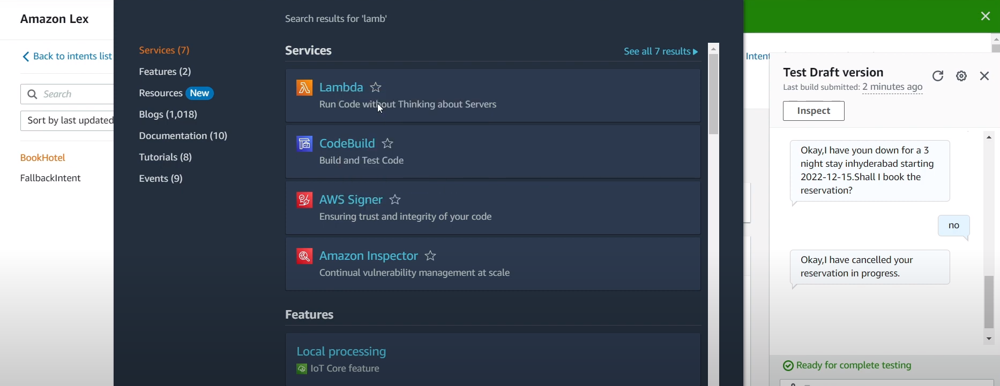 Amazon Lex
Back to intents list
Search
Sort by last updated
BookHotel
FallbackIntent
Search results for 'lamb'
Services (7)
Features (2)
Resources New
Blogs (1,018)
Documentation (10)
Tutorials (8)
Events (9)
Services
See all 7 results
Lambda
Run Code without Thinking about Servers
CodeBuild
Build and Test Code
AWS Signer
Ensuring trust and integrity of your code
Amazon Inspector
Continual vulnerability management at scale
Features
Local processing
IoT Core feature
Test Draft version
Last build submitted: 2 minutes ago
Inspect
Okay,I have youn down for a 3
night stay inhyderabad starting
2022-12-15.Shall I book the
reservation?
no
Okay,I have cancelled your
reservation in progress.
Ready for complete testing